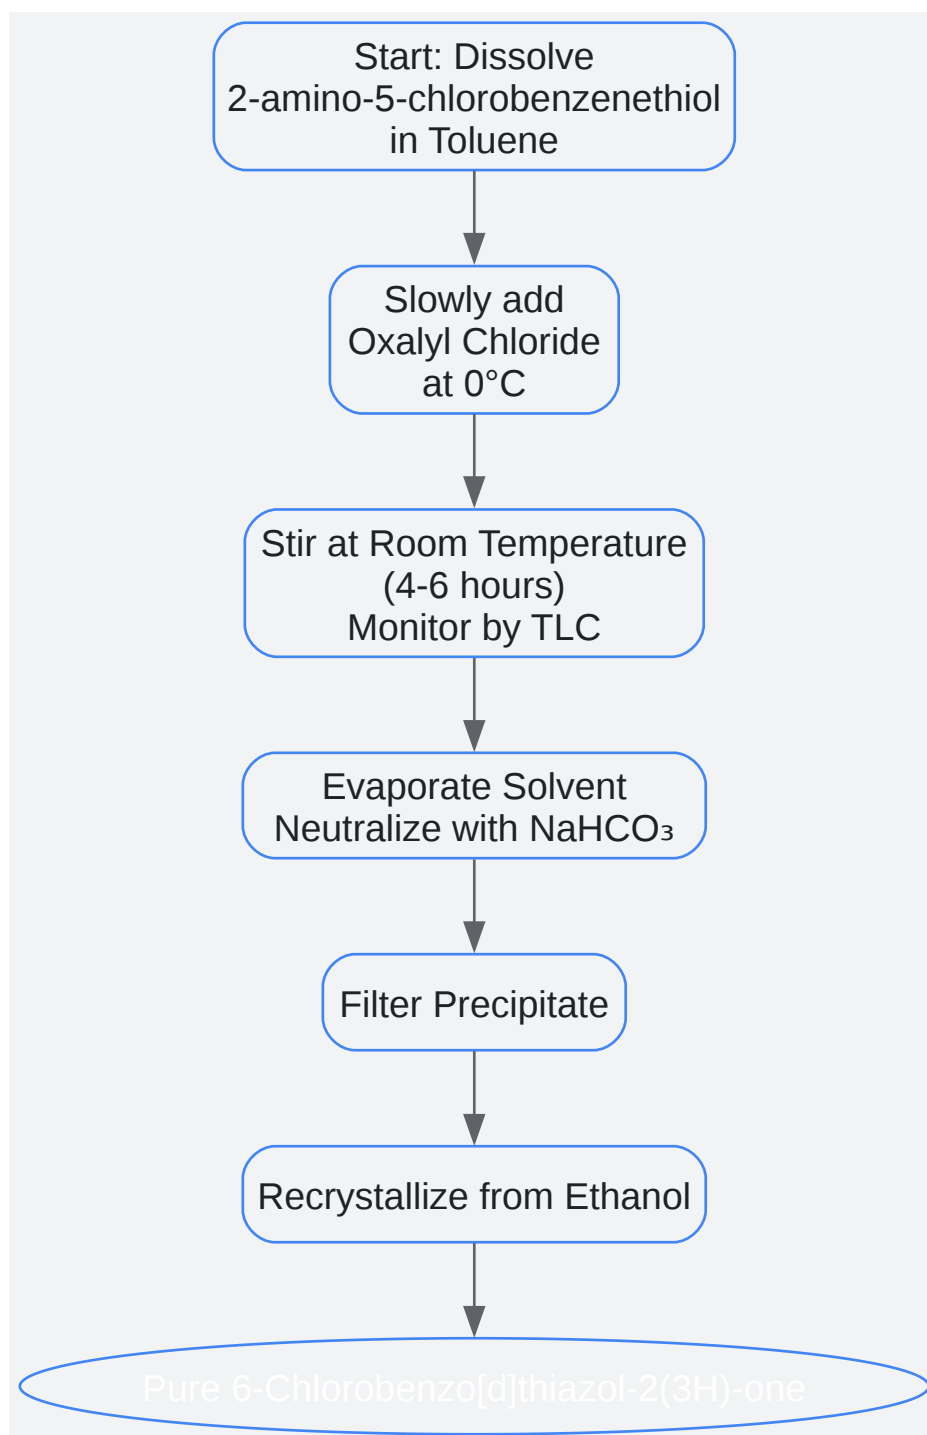 Start: Dissolve
2-amino-5-chlorobenzenethiol
in Toluene
Slowly add
Oxalyl Chloride
at 0°C
Stir at Room Temperature
(4-6 hours)
Monitor by TLC
Evaporate Solvent
Neutralize with NaHCO₃
Filter Precipitate
Recrystallize from Ethanol
Pure 6-Chlorobenzo[d]thiazol-2(3H)-one